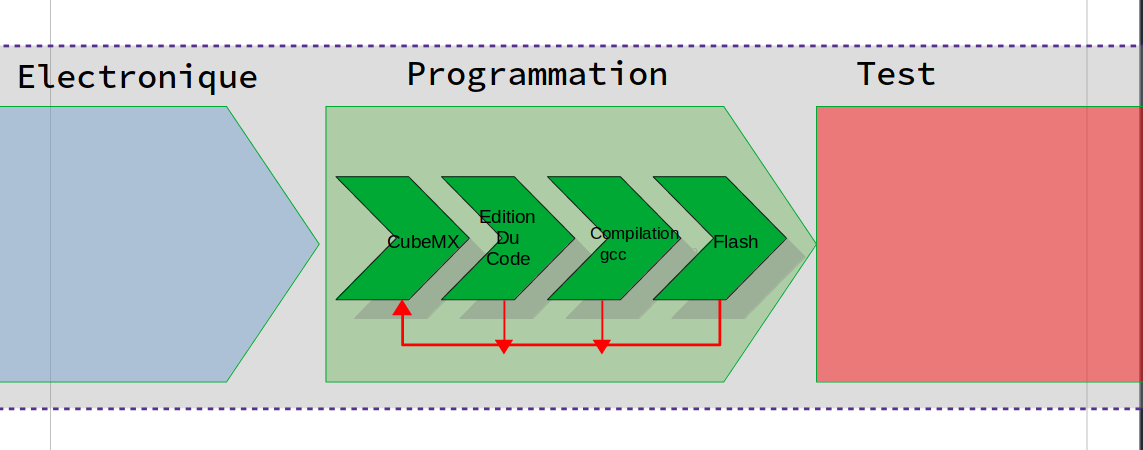 Electronique
Programmation
Test
CubeMX
Edition
Du
Code
Compilation
gcc
Flash